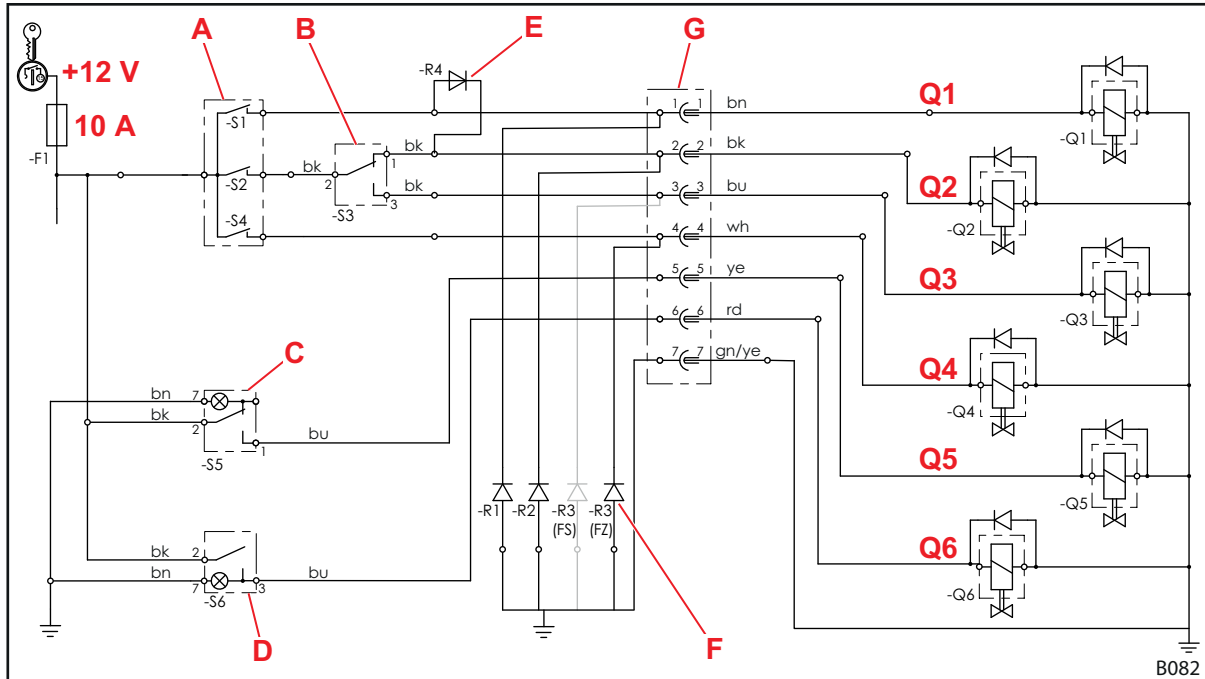 A
B
E
G
+12 V
10 A
-F1
-S1
-R4
1 1
bn
Q1
-Q1
-S2
bk
2
1
bk
2 2
bk
Q2
-Q2
bk
3
-S3
3 3
bu
Q3
-Q3
-S4
4 4
wh
5 5
ye
6 6
rd
7 7
gn/ye
Q4
-Q4
C
bn
7
bk
2
1
bu
-S5
Q5
-Q5
-R1
-R2
-R3
(FS)
-R3
(FZ)
bk
2
bn
7
3
bu
-S6
Q6
-Q6
D
F
B082